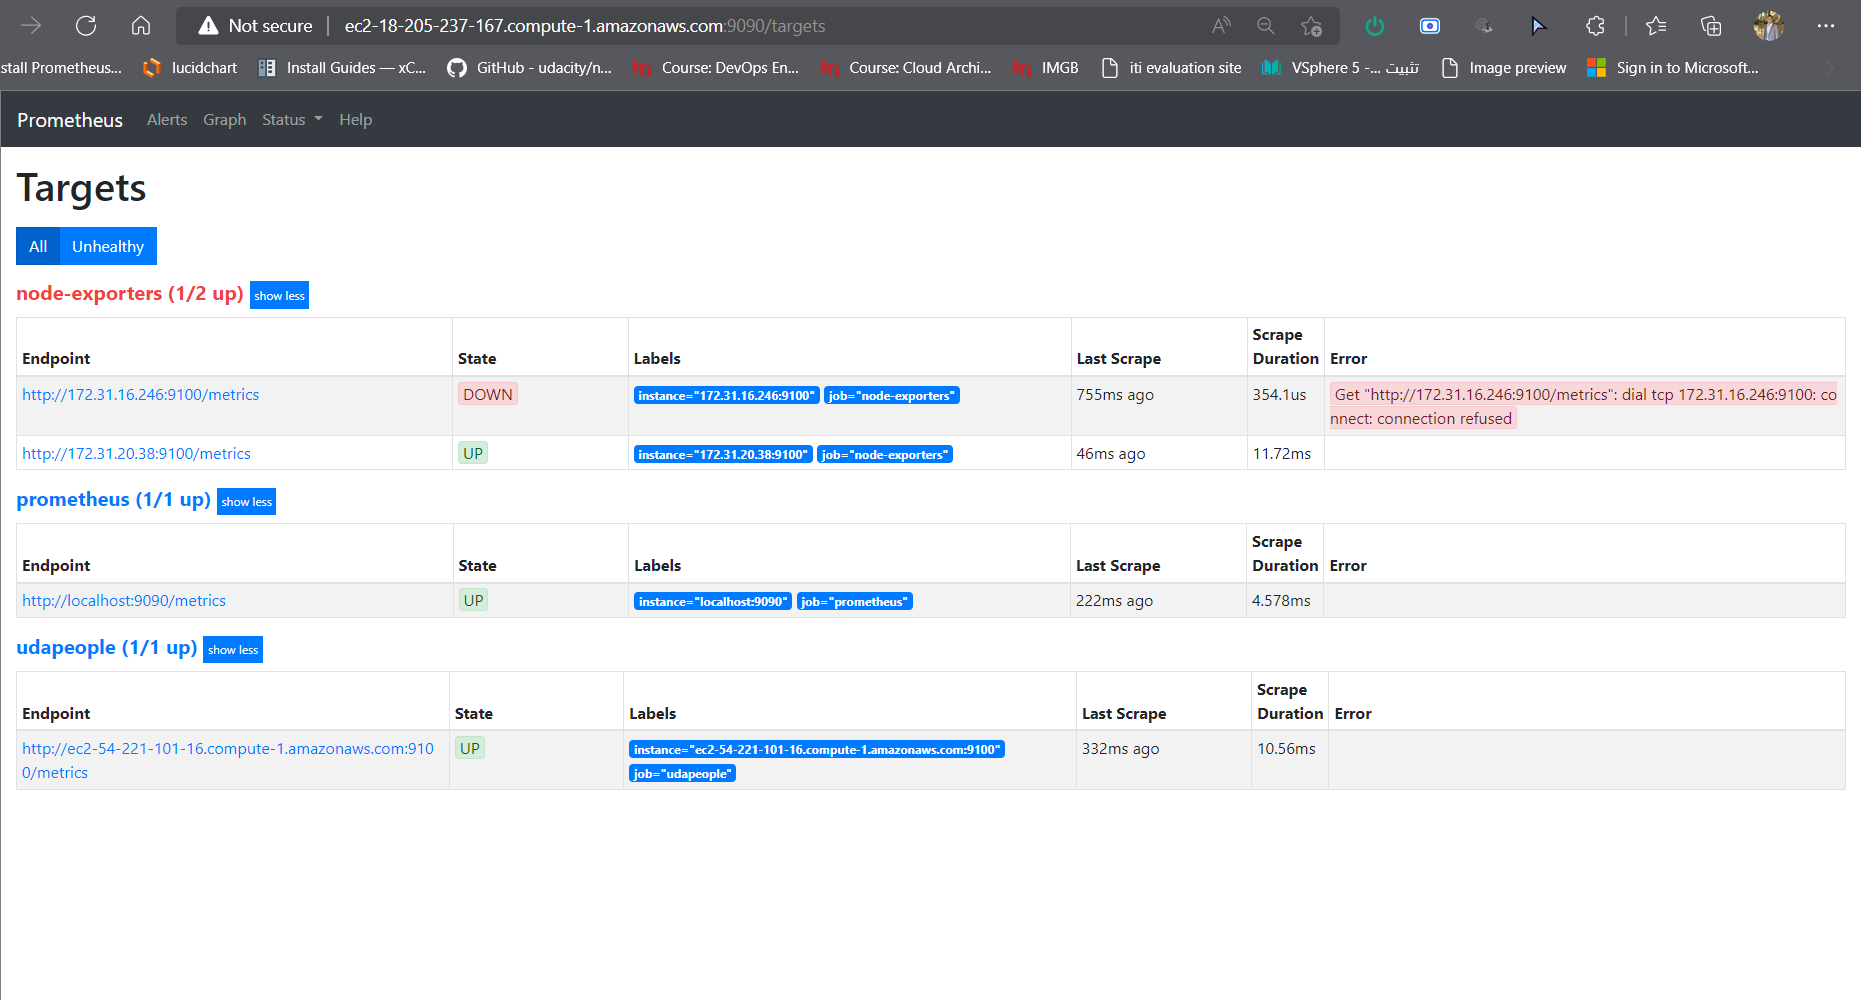 Not secure | ec2-18-205-237-167.compute-1.amazonaws.com:9090/targets
stall Prometheus... lucidchart Install Guides — xC... GitHub - udacity/n... Course: DevOps En... Course: Cloud Archi... IMGB iti evaluation site VSphere 5 -... تثبيت Image preview Sign in to Microsoft...
Prometheus Alerts Graph Status Help
Targets
All Unhealthy
node-exporters (1/2 up) show less
Endpoint State Labels Last Scrape Scrape Duration Error
http://172.31.16.246:9100/metrics DOWN instance="172.31.16.246:9100" job="node-exporters" 755ms ago 354.1us Get "http://172.31.16.246:9100/metrics": dial tcp 172.31.16.246:9100: co
nnect: connection refused
http://172.31.20.38:9100/metrics UP instance="172.31.20.38:9100" job="node-exporters" 46ms ago 11.72ms
prometheus (1/1 up) show less
Endpoint State Labels Last Scrape Scrape Duration Error
http://localhost:9090/metrics UP instance="localhost:9090" job="prometheus" 222ms ago 4.578ms
udapeople (1/1 up) show less
Endpoint State Labels Last Scrape Scrape Duration Error
http://ec2-54-221-101-16.compute-1.amazonaws.com:910 UP instance="ec2-54-221-101-16.compute-1.amazonaws.com:9100" 332ms ago 10.56ms
0/metrics job="udapeople"